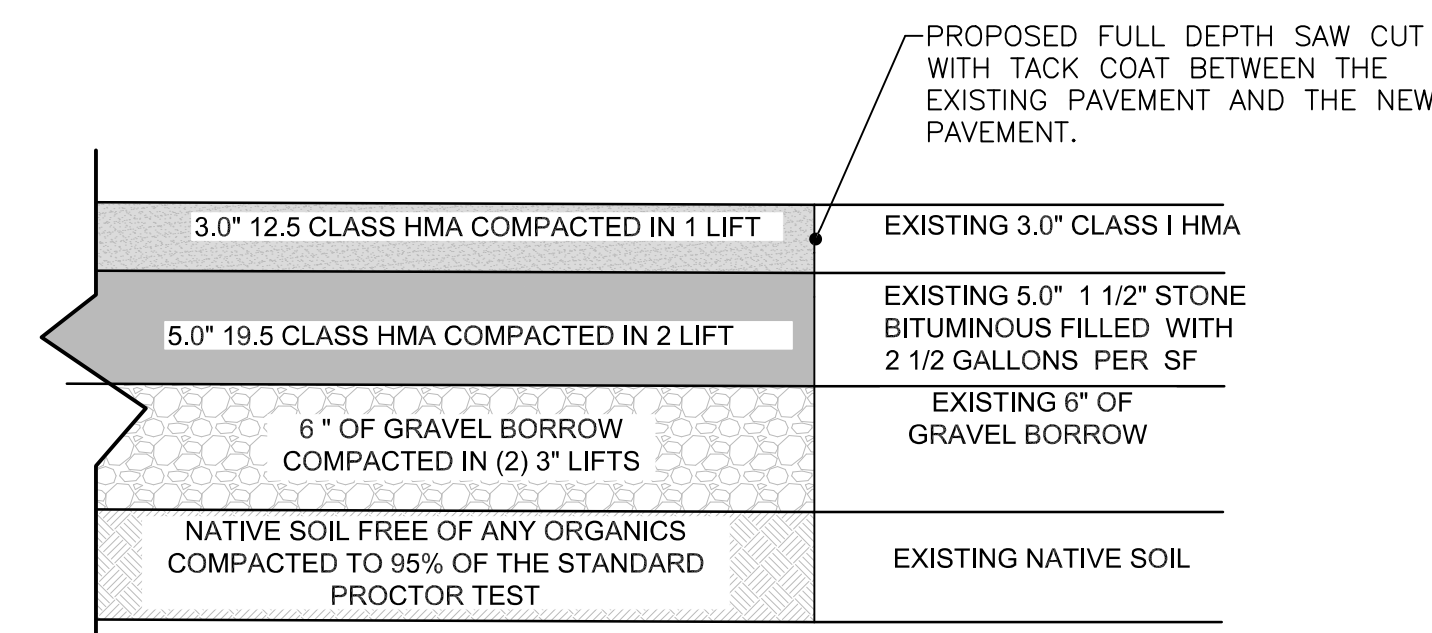 PROPOSED FULL DEPTH SAW CUT
WITH TACK COAT BETWEEN THE
EXISTING PAVEMENT AND THE NEW
PAVEMENT.
3.0" 12.5 CLASS HMA COMPACTED IN 1 LIFT
EXISTING 3.0" CLASS I HMA
5.0" 19.5 CLASS HMA COMPACTED IN 2 LIFT
EXISTING 5.0" 1 1/2" STONE
BITUMINOUS FILLED WITH
2 1/2 GALLONS PER SF
6 " OF GRAVEL BORROW
COMPACTED IN (2) 3" LIFTS
EXISTING 6" OF
GRAVEL BORROW
NATIVE SOIL FREE OF ANY ORGANICS
COMPACTED TO 95% OF THE STANDARD
PROCTOR TEST
EXISTING NATIVE SOIL